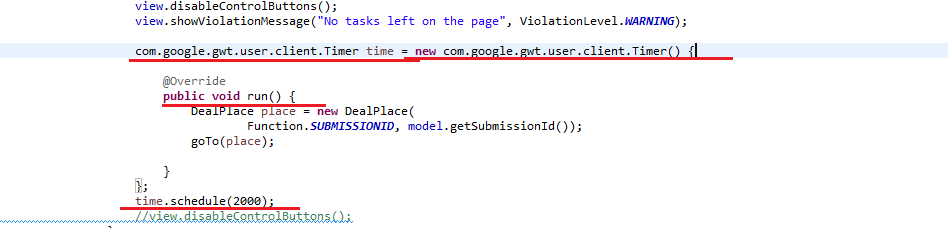 view.disableControlButtons();
view.showViolationMessage("No tasks left on the page", ViolationLevel.WARNING);
com.google.gwt.user.client.Timer time = new com.google.gwt.user.client.Timer() {
@Override
public void run() {
DealPlace place = new DealPlace(
Function.SUBMISSIONID, model.getSubmissionId());
goTo(place);
}
};
time.schedule(2000);
//view.disableControlButtons();